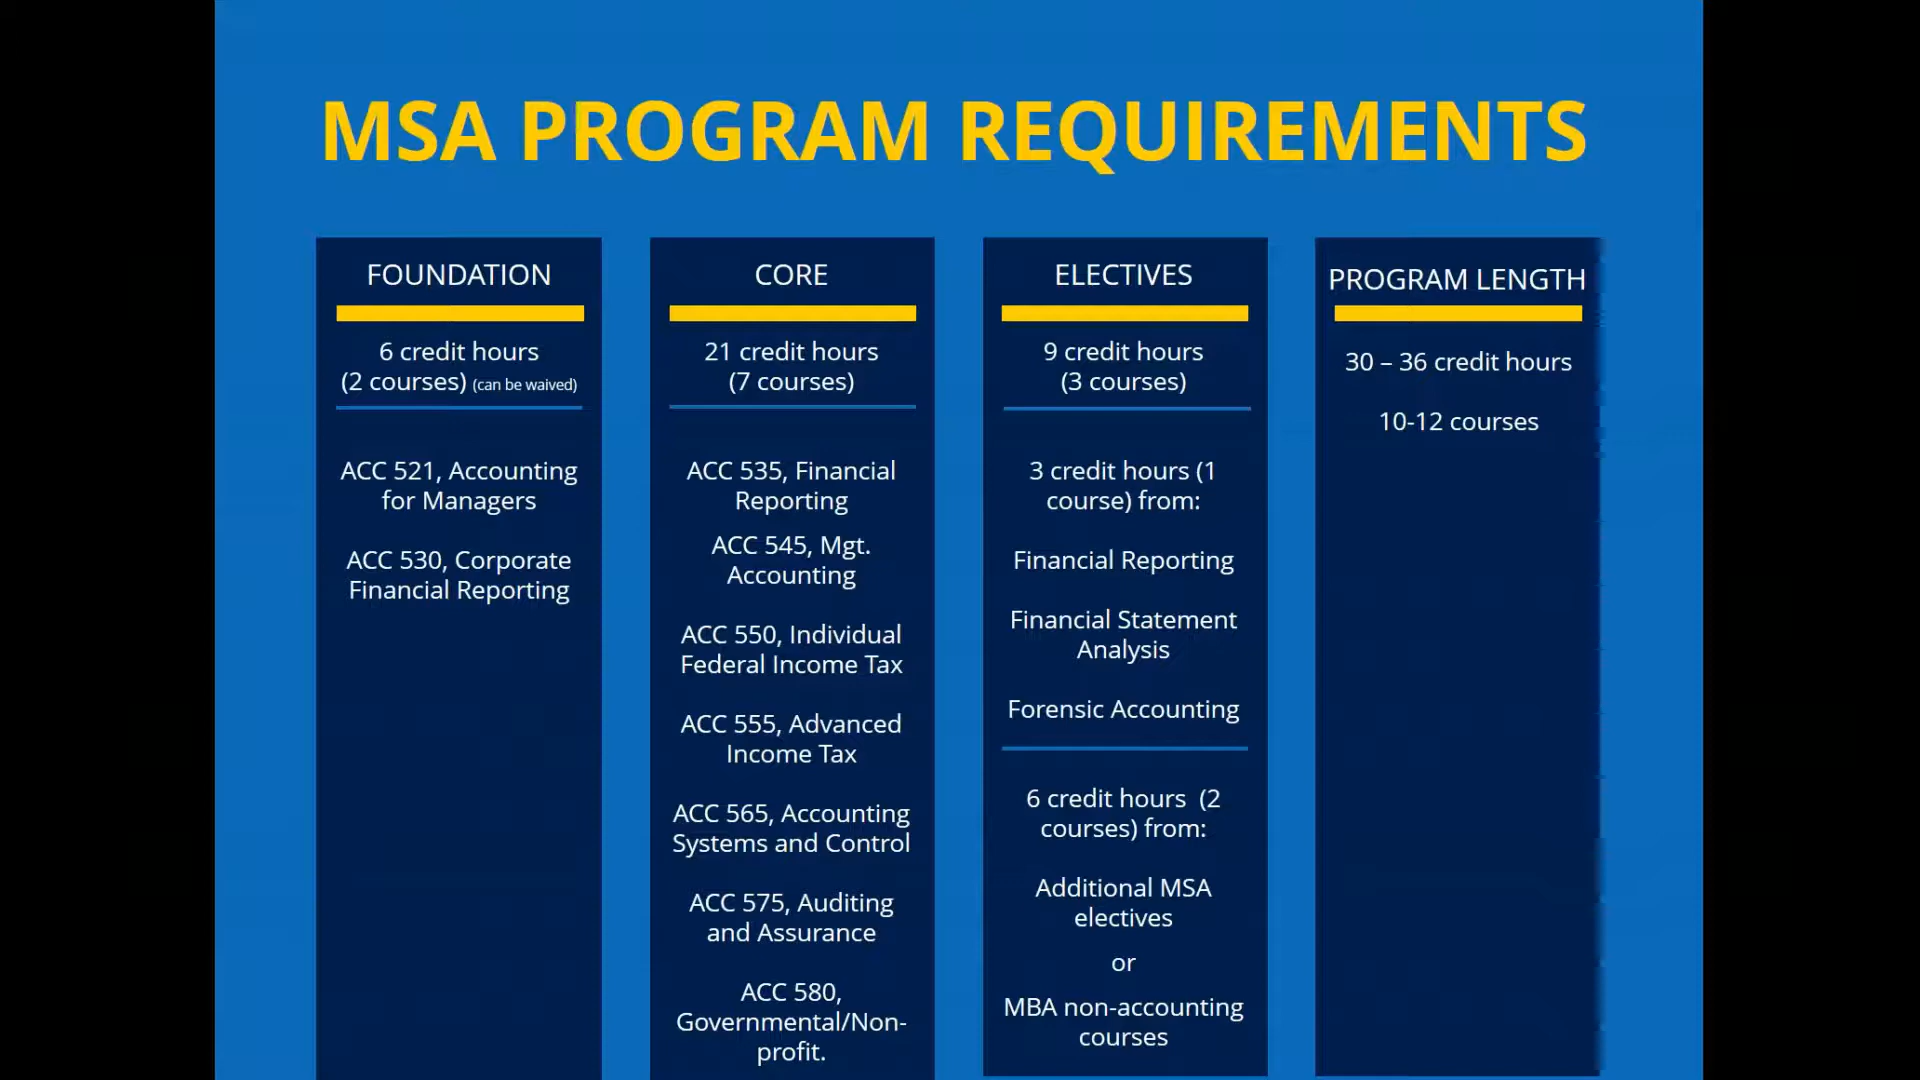 MSA PROGRAM REQUIREMENTS
FOUNDATION
6 credit hours
(2 courses) (can be waived)
ACC 521, Accounting
for Managers
ACC 530, Corporate
Financial Reporting
CORE
21 credit hours
(7 courses)
ACC 535, Financial
Reporting
ACC 545, Mgt.
Accounting
ACC 550, Individual
Federal Income Tax
ACC 555, Advanced
Income Tax
ACC 565, Accounting
Systems and Control
ACC 575, Auditing
and Assurance
ACC 580,
Governmental/Non-
profit.
ELECTIVES
9 credit hours
(3 courses)
3 credit hours (1
course) from:
Financial Reporting
Financial Statement
Analysis
Forensic Accounting
6 credit hours  (2
courses) from:
Additional MSA
electives
or
MBA non-accounting
courses
PROGRAM LENGTH
30 – 36 credit hours
10-12 courses